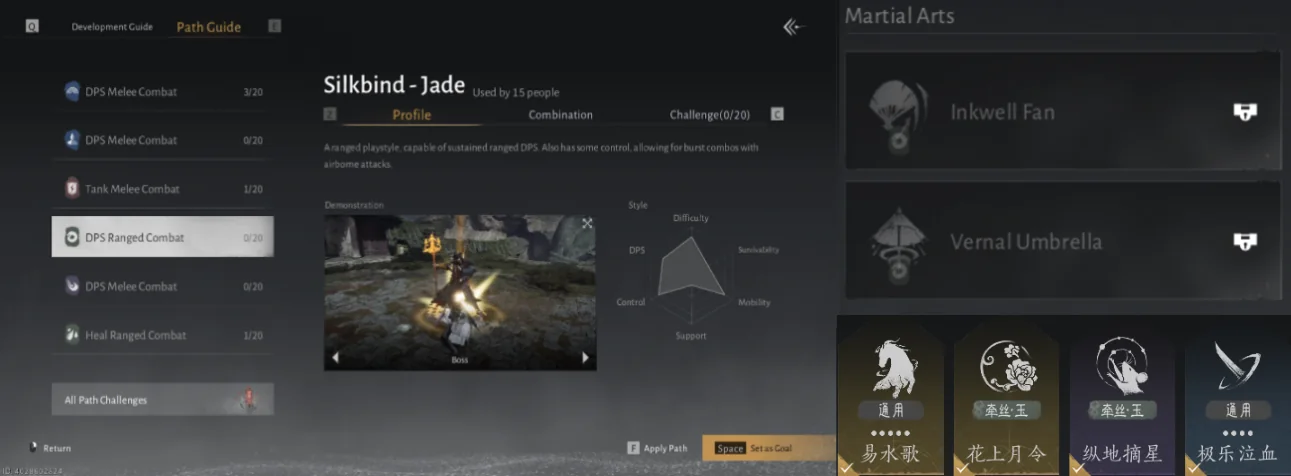 Q
Development Guide
Path Guide
E
DPS Melee Combat 3/20
DPS Melee Combat 0/20
Tank Melee Combat 1/20
DPS Ranged Combat 0/20
DPS Melee Combat 0/20
Heal Ranged Combat 1/20
All Path Challenges
Return
Silkbind - Jade Used by 15 people
Z Profile Combination Challenge(0/20) C
A ranged playstyle, capable of sustained ranged DPS. Also has some control, allowing for burst combos with
airborne attacks.
Demonstration
Boss
Style
Difficulty
DPS
Survivability
Control
Mobility
Support
F Apply Path
Space Set as Goal
Martial Arts
Inkwell Fan
Vernal Umbrella
通用
易水歌
牵丝·玉
花上月令
牵丝·玉
纵地摘星
通用
极乐泣血